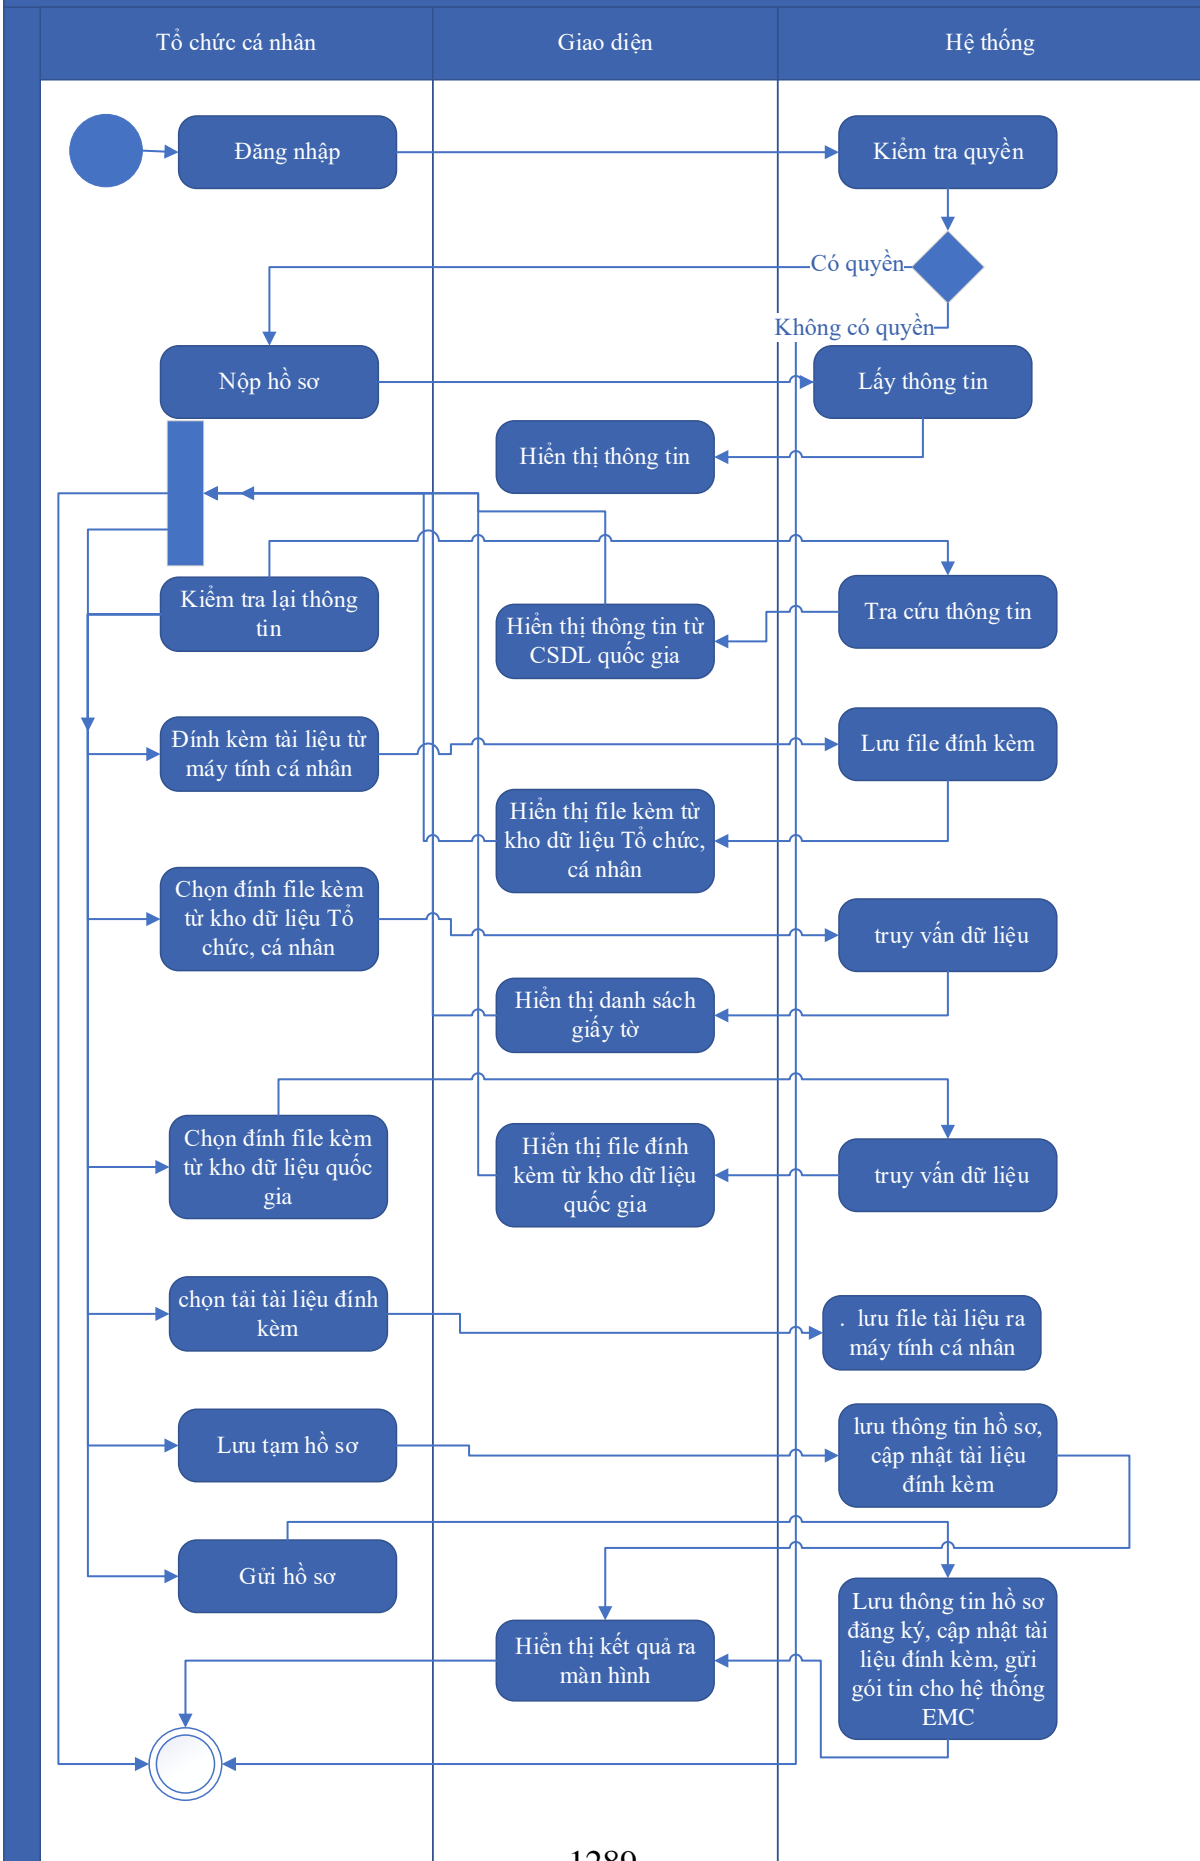 Tổ chức cá nhân
Giao diện
Hệ thống
Đăng nhập
Kiểm tra quyền
Có quyền
Không có quyền
Nộp hồ sơ
Lấy thông tin
Hiển thị thông tin
Kiểm tra lại thông
tin
Hiển thị thông tin từ
CSDL quốc gia
Tra cứu thông tin
Đính kèm tài liệu từ
máy tính cá nhân
Lưu file đính kèm
Hiển thị file kèm từ
kho dữ liệu Tổ chức,
cá nhân
Chọn đính file kèm
từ kho dữ liệu Tổ
chức, cá nhân
truy vấn dữ liệu
Hiển thị danh sách
giấy tờ
Chọn đính file kèm
từ kho dữ liệu quốc
gia
Hiển thị file đính
kèm từ kho dữ liệu
quốc gia
truy vấn dữ liệu
chọn tải tài liệu đính
kèm
. lưu file tài liệu ra
máy tính cá nhân
Lưu tạm hồ sơ
lưu thông tin hồ sơ,
cập nhật tài liệu
đính kèm
Gửi hồ sơ
Hiển thị kết quả ra
màn hình
Lưu thông tin hồ sơ
đăng ký, cập nhật tài
liệu đính kèm, gửi
gói tin cho hệ thống
EMC
1289